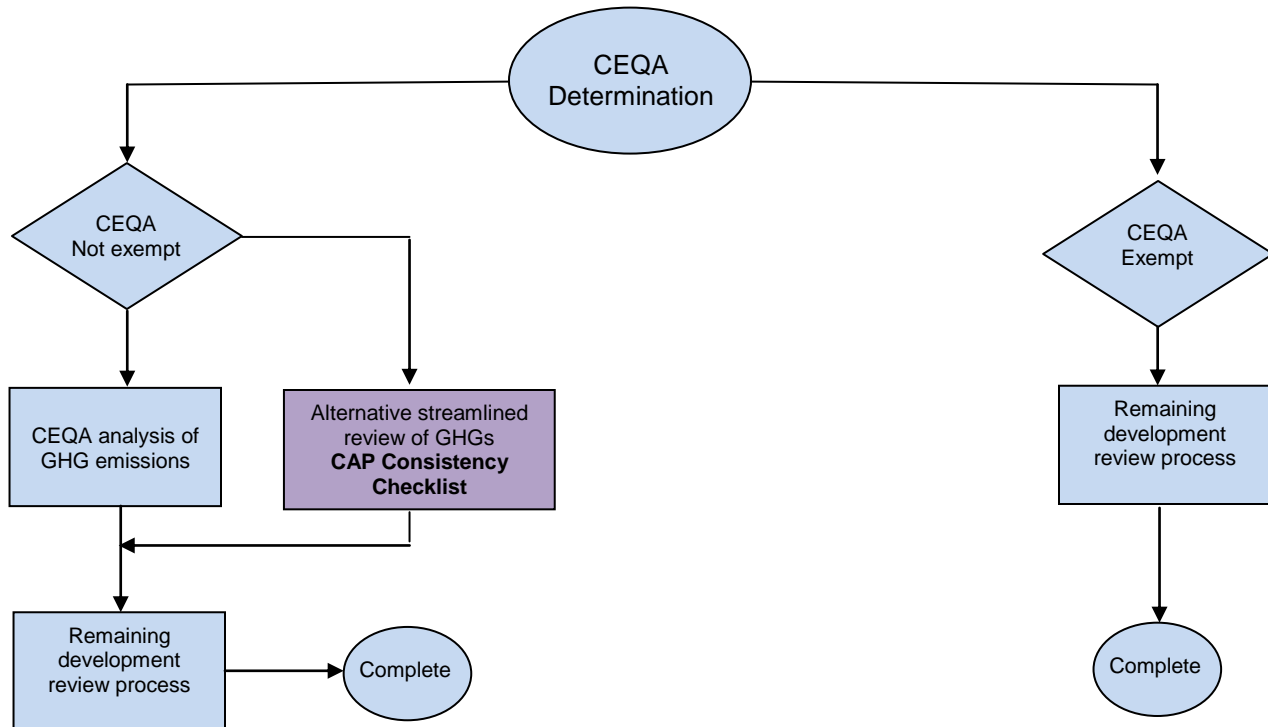 CEQA
Determination
CEQA
Not exempt
CEQA
Exempt
CEQA analysis of
GHG emissions
Alternative streamlined
review of GHGs
CAP Consistency
Checklist
Remaining
development
review process
Remaining
development
review process
Complete
Complete